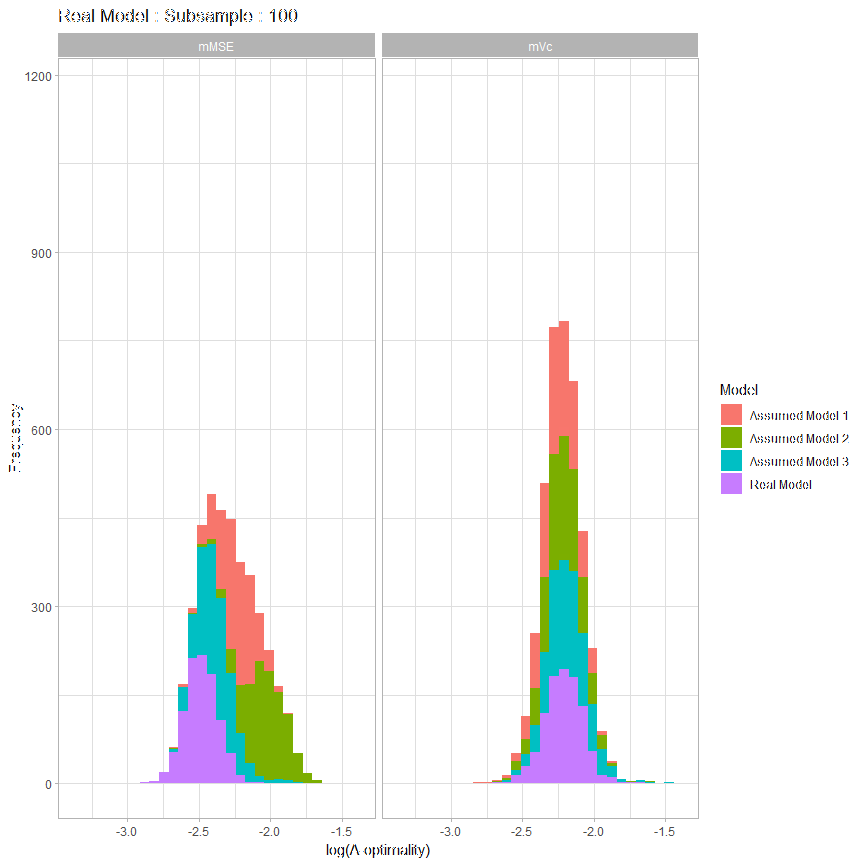 Real Model :: Subsample :: 100
mMSE
mVc
1200
900
600
300
0
Frequency
-3.0
-2.5
-2.0
-1.5
-3.0
-2.5
-2.0
-1.5
log(A-optimality)
Model
Assumed Model 1
Assumed Model 2
Assumed Model 3
Real Model